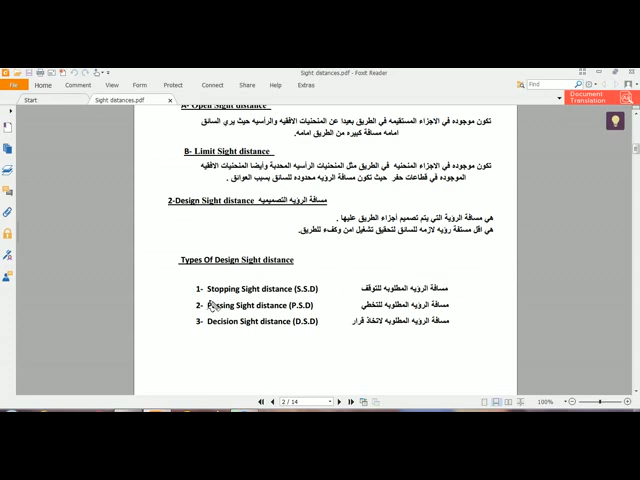 Sight dstances.pdf - Foxit Reader
File Home Comment View Form Protect Connect Share Help Extras
Find
Start Sight dstances.pdf
Document Translation
A- Open Sight distance
تكون موجوده في الاجزاء المستقيمه في الطريق بعيدا عن المنحنيات الافقيه والرأسيه حيث يري السائق
امامه مسافة كبيره من الطريق امامه.
B- Limit Sight distance
تكون موجوده في الاجزاء المنحنيه في الطريق مثل المنحنيات الرأسيه المحدبة وأيضا المنحنيات الافقيه
الموجوده في قطاعات حفر حيث تكون مسافة الرؤيه محدوده للسائق بسبب العوائق .
2-Design Sight distance مسافة الرؤيه التصميميه
هي مسافة الرؤية التي يتم تصميم أجزاء الطريق عليها .
هي اقل مستفة رؤيه لازمه للسائق لتحقيق تشغيل امن وكفء للطريق.
Types Of Design Sight distance
1- Stopping Sight distance (S.S.D) مسافة الرؤيه المطلوبه للتوقف
2- Passing Sight distance (P.S.D) مسافة الرؤيه المطلوبه للتخطي
3- Decision Sight distance (D.S.D) مسافة الرؤيه المطلوبه لاتخاذ قرار
2 / 14
100%